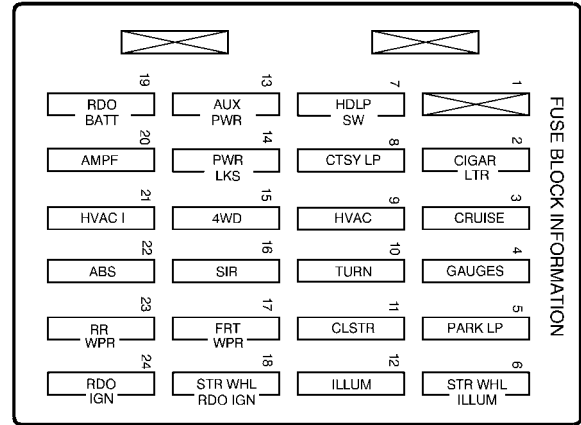 19 13 7 1
RDO BATT AUX PWR HDLP SW
20 14 8 2
AMPF PWR LKS CTSY LP CIGAR LTR
21 15 9 3
HVAC I 4WD HVAC CRUISE
22 16 10 4
ABS SIR TURN GAUGES
23 17 11 5
RR WPR FRT WPR CLSTR PARK LP
24 18 12 6
RDO IGN STR WHL RDO IGN ILLUM STR WHL ILLUM
FUSE BLOCK INFORMATION